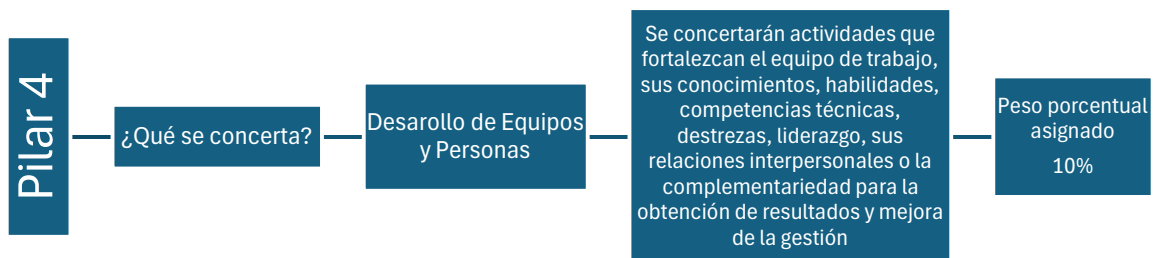 Pilar 4
¿Qué se concerta?
Desarollo de Equipos
y Personas
Se concertarán actividades que
fortalezcan el equipo de trabajo,
sus conocimientos, habilidades,
competencias técnicas,
destrezas, liderazgo, sus
relaciones interpersonales o la
complementariedad para la
obtención de resultados y mejora
de la gestión
Peso porcentual
asignado
10%